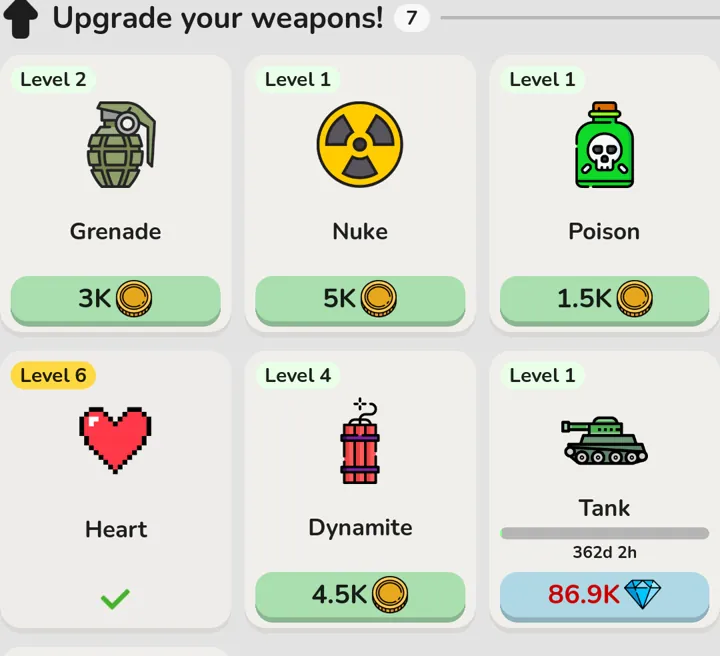 Upgrade your weapons! 7
Level 2
Grenade
3K
Level 1
Nuke
5K
Level 1
Poison
1.5K
Level 6
Heart
Level 4
Dynamite
4.5K
Level 1
Tank
362d 2h
86.9K